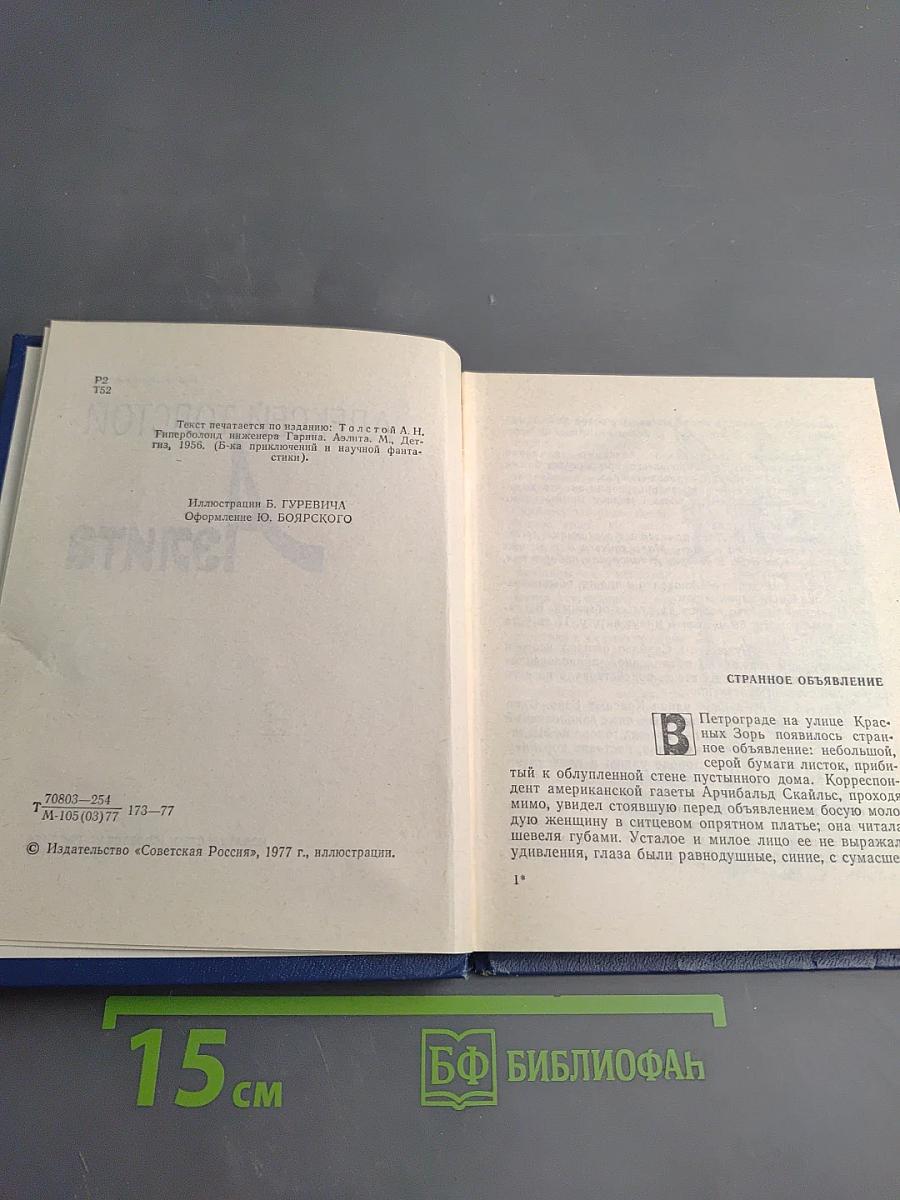 Р2
Т52
Текст печатается по изданию: Толстой А. Н.
Гиперболоид инженера Гарина. Аэлита. М., Дет-
гиз, 1956. (Б-ка приключений и научной фанта-
стики).
Иллюстрации Б. ГУРЕВИЧА
Оформление Ю. БОЯРСКОГО
70803—254
Т М-105(03)77 173—77
© Издательство «Советская Россия», 1977 г., иллюстрации.
СТРАННОЕ ОБЪЯВЛЕНИЕ
В Петрограде на улице Крас-
ных Зорь появилось стран-
ное объявление: небольшой,
серой бумаги листок, приби-
тый к облупленной стене пустынного дома. Корреспон-
дент американской газеты Арчибальд Скайльс, проходя
мимо, увидел стоявшую перед объявлением босую моло
дую женщину в ситцевом опрятном платье; она читала
шевеля губами. Усталое и милое лицо ее не выражал
удивления, глаза были равнодушные, синие, с сумасше
1*
15 см
БФ БИБЛИОФАН